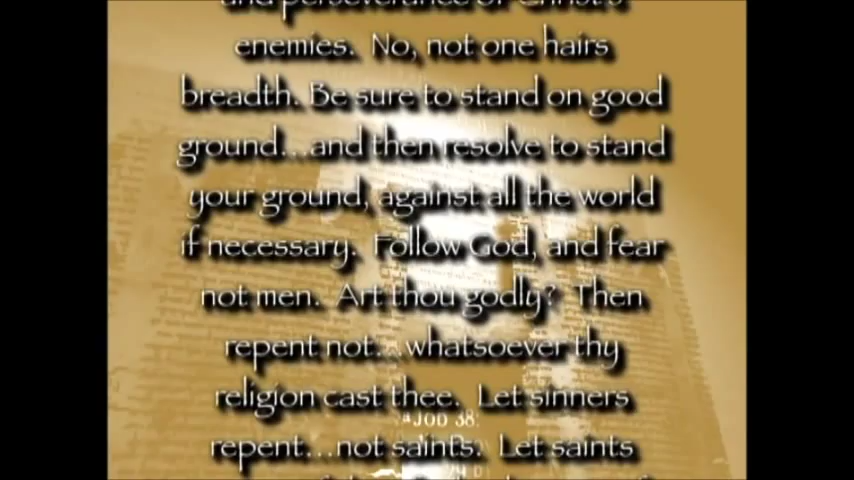 and perseverance of Christ's
enemies. No, not one hairs
breadth. Be sure to stand on good
ground...and then resolve to stand
your ground, against all the world
if necessary. Follow God, and fear
not men. Art thou godly? Then
repent not...whatsoever thy
religion cast thee. Let sinners
JOB 38:
repent...not saints. Let saints